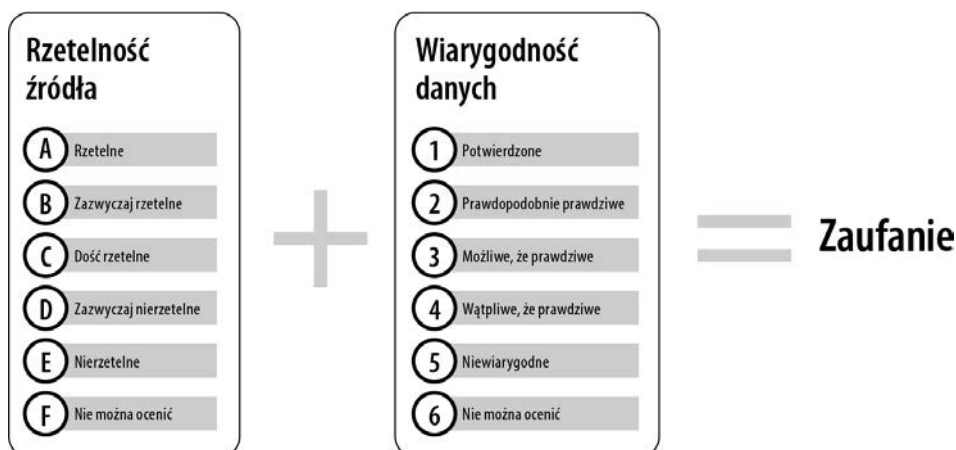 Rzetelność
źródła
A Rzetelne
B Zazwyczaj rzetelne
C Dość rzetelne
D Zazwyczaj nierzetelne
E Nierzetelne
F Nie można ocenić
Wiarygodność
danych
1 Potwierdzone
2 Prawdopodobnie prawdziwe
3 Możliwe, że prawdziwe
4 Wątpliwe, że prawdziwe
5 Niewiarygodne
6 Nie można ocenić
Zaufanie